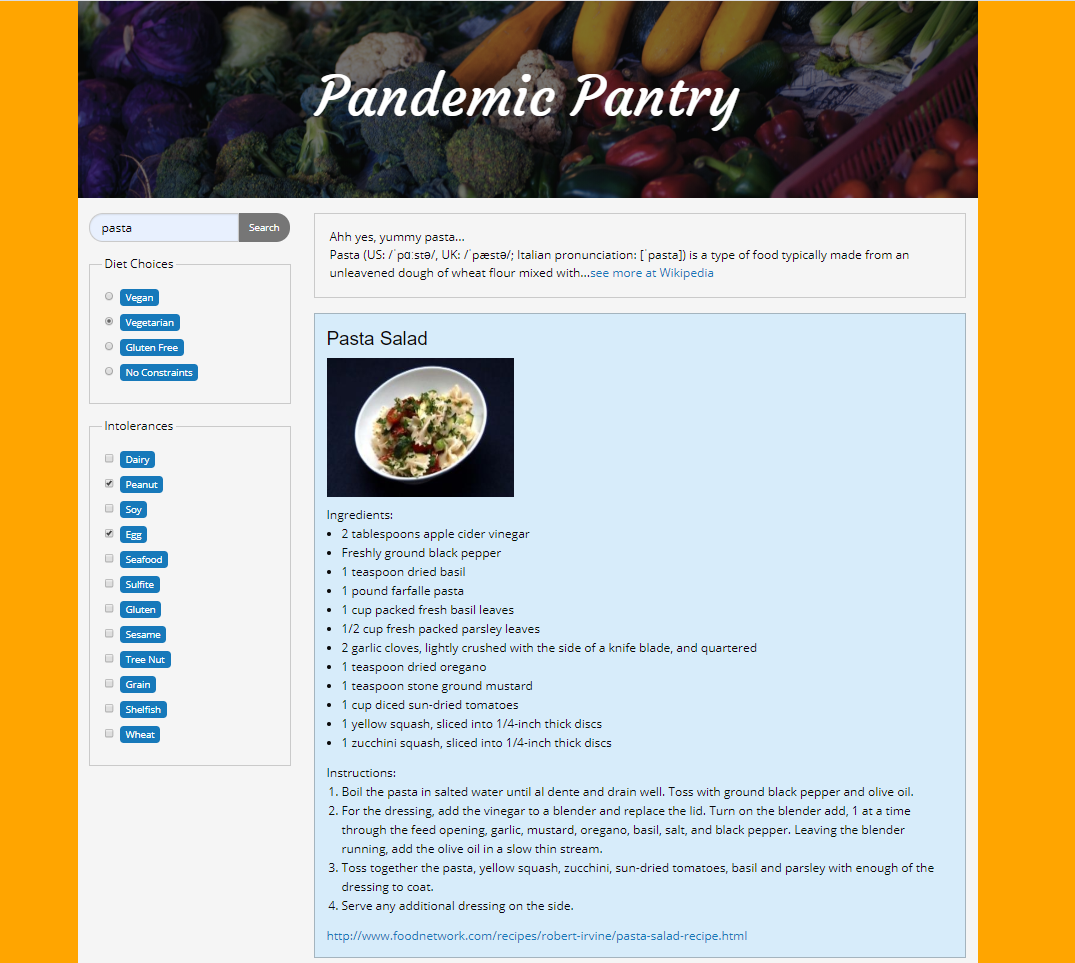 Pandemic Pantry
pasta
Search
Diet Choices
Vegan
Vegetarian
Gluten Free
No Constraints
Intolerances
Dairy
Peanut
Soy
Egg
Seafood
Sulfite
Gluten
Sesame
Tree Nut
Grain
Shelfish
Wheat
Ahh yes, yummy pasta...
Pasta (US: /ˈpɑːstə/, UK: /ˈpæstə/; Italian pronunciation: [ˈpasta]) is a type of food typically made from an
unleavened dough of wheat flour mixed with...see more at Wikipedia
Pasta Salad
Ingredients:
• 2 tablespoons apple cider vinegar
• Freshly ground black pepper
• 1 teaspoon dried basil
• 1 pound farfalle pasta
• 1 cup packed fresh basil leaves
• 1/2 cup fresh packed parsley leaves
• 2 garlic cloves, lightly crushed with the side of a knife blade, and quartered
• 1 teaspoon dried oregano
• 1 teaspoon stone ground mustard
• 1 cup diced sun-dried tomatoes
• 1 yellow squash, sliced into 1/4-inch thick discs
• 1 zucchini squash, sliced into 1/4-inch thick discs
Instructions:
1. Boil the pasta in salted water until al dente and drain well. Toss with ground black pepper and olive oil.
2. For the dressing, add the vinegar to a blender and replace the lid. Turn on the blender add, 1 at a time
through the feed opening, garlic, mustard, oregano, basil, salt, and black pepper. Leaving the blender
running, add the olive oil in a slow thin stream.
3. Toss together the pasta, yellow squash, zucchini, sun-dried tomatoes, basil and parsley with enough of the
dressing to coat.
4. Serve any additional dressing on the side.
http://www.foodnetwork.com/recipes/robert-irvine/pasta-salad-recipe.html